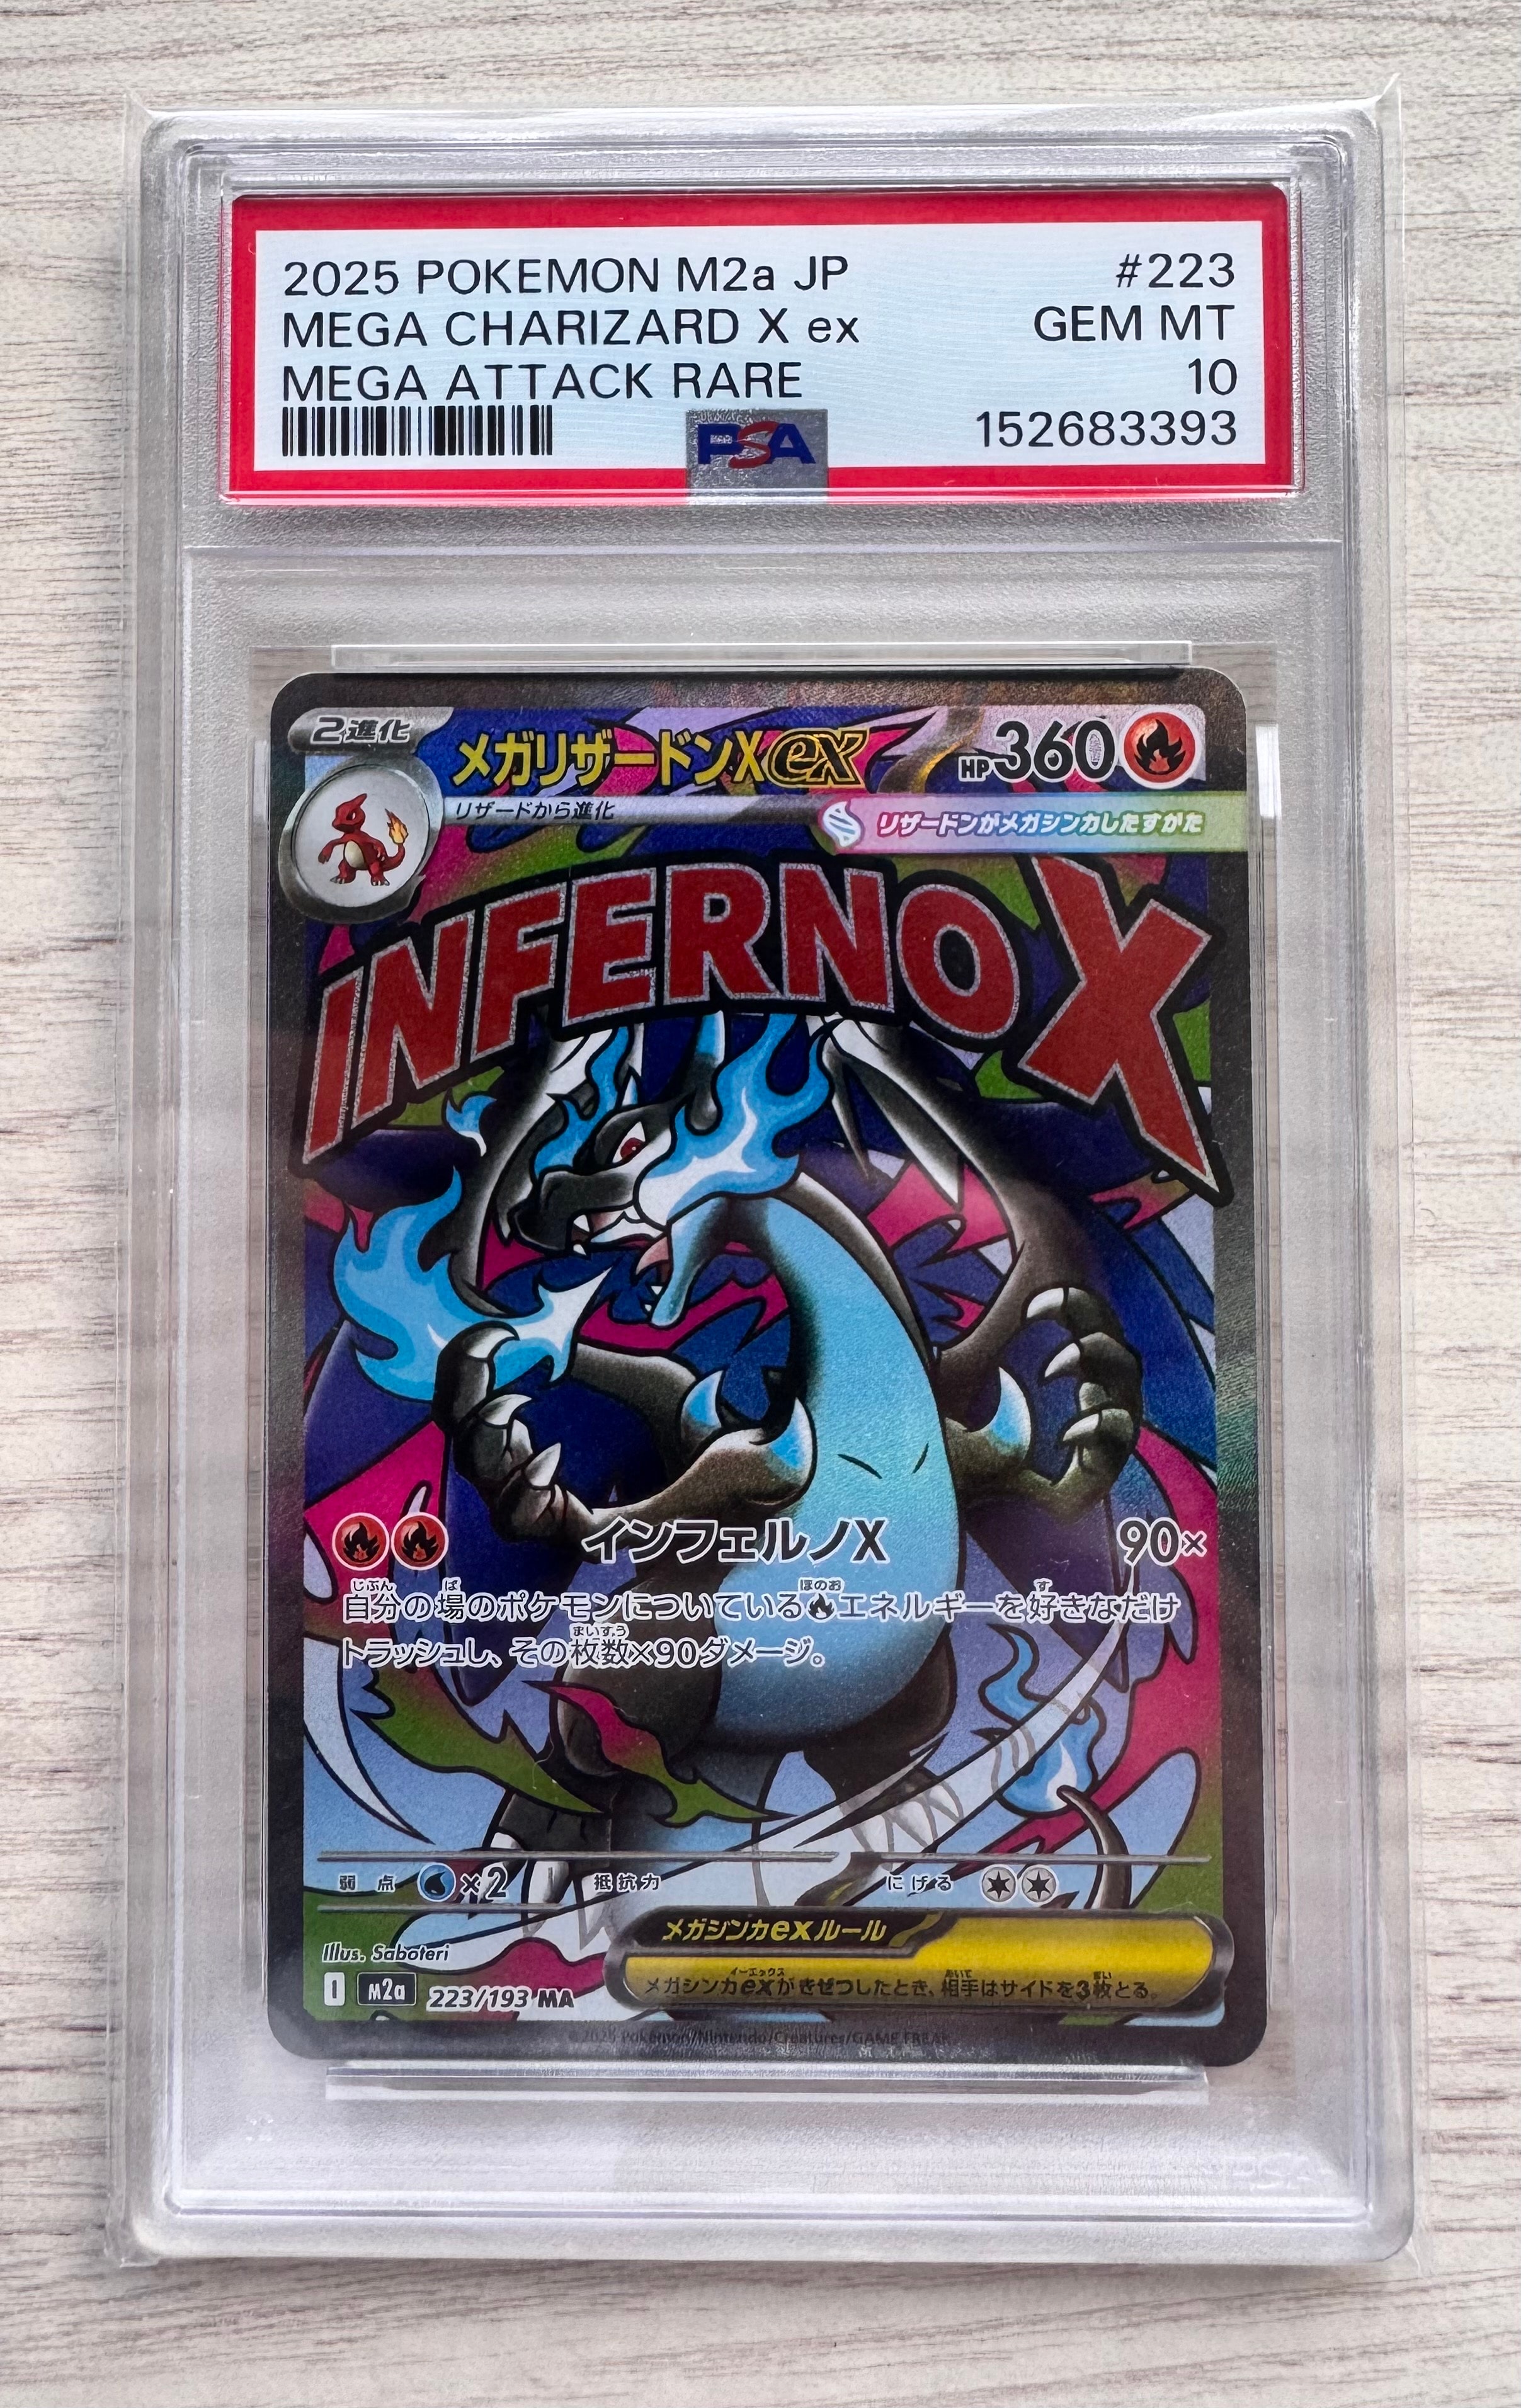 2025 POKEMON M2a JP #223
MEGA CHARIZARD X ex GEM MT
MEGA ATTACK RARE 10
PSA 152683393
2進化
メガリザードンXex HP360
リザードから進化
リザードンがメガシンカしたすがた
INFERNO X
インフェルノX 90×
自分の場のポケモンについているエネルギーを好きなだけ
トラッシュし、その枚数×90ダメージ。
弱点 ×2 抵抗力 にげる
メガシンカexルール
メガシンカexがきぜつしたとき、相手はサイドを3枚とる。
Illus. Saboteri
I M2a 223/193 MA
©2025 Pokémon/Nintendo/Creatures/GAME FREAK